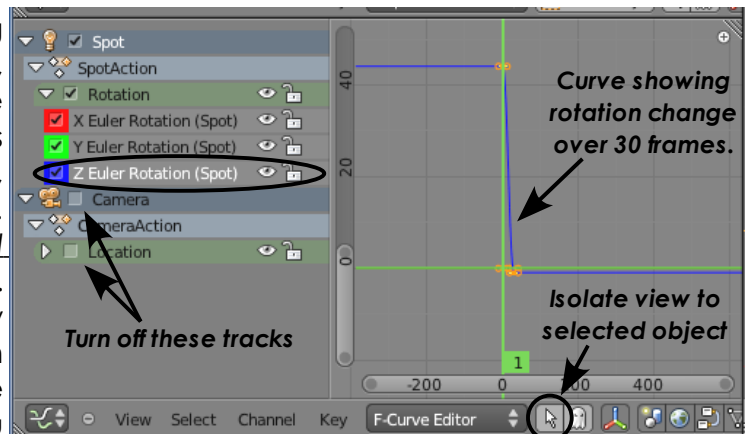 Spot
SpotAction
Rotation
X Euler Rotation (Spot)
Y Euler Rotation (Spot)
Z Euler Rotation (Spot)
Camera
CameraAction
Location
Turn off these tracks
40
20
0
Curve showing
rotation change
over 30 frames.
Isolate view to
selected object
1
-200 0 200 400
View Select Channel Key F-Curve Editor